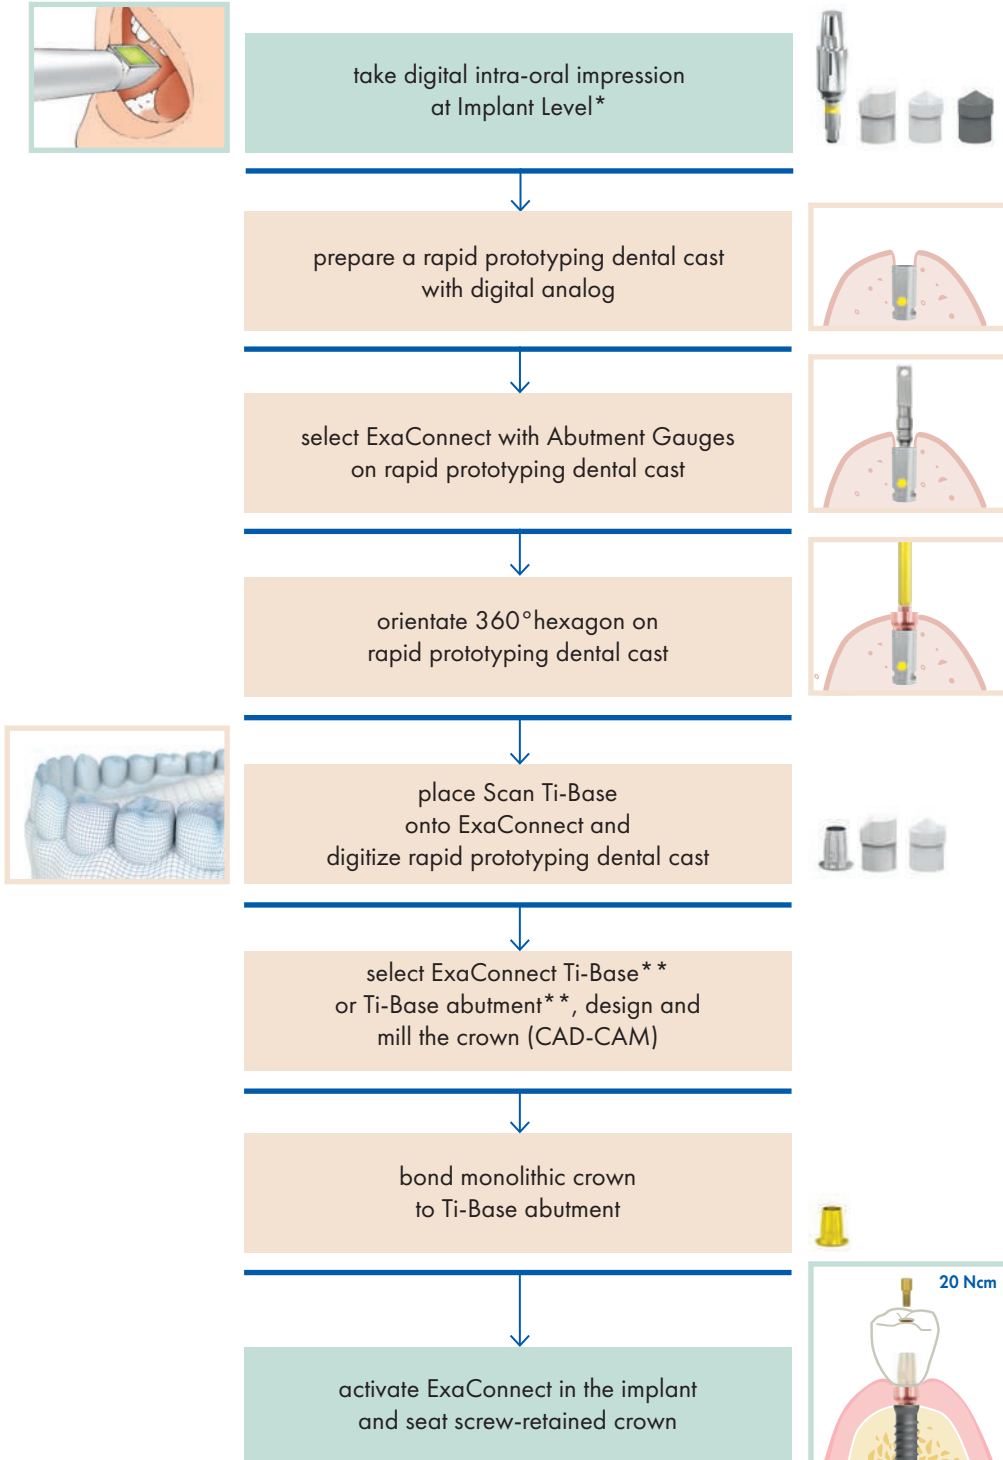 take digital intra-oral impression
at Implant Level*
prepare a rapid prototyping dental cast
with digital analog
select ExaConnect with Abutment Gauges
on rapid prototyping dental cast
orientate 360°hexagon on
rapid prototyping dental cast
place Scan Ti-Base
onto ExaConnect and
digitize rapid prototyping dental cast
select ExaConnect Ti-Base**
or Ti-Base abutment**, design and
mill the crown (CAD-CAM)
bond monolithic crown
to Ti-Base abutment
20 Ncm
activate ExaConnect in the implant
and seat screw-retained crown